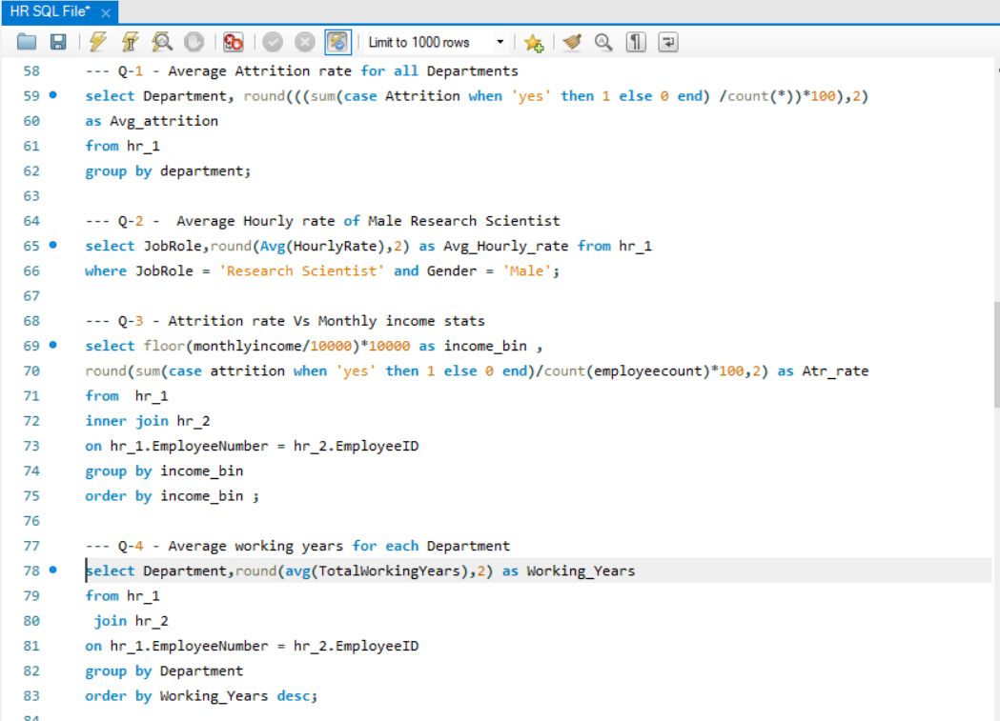 HR SQL File*
Limit to 1000 rows
58 --- Q-1 - Average Attrition rate for all Departments
59 select Department, round(((sum(case Attrition when 'yes' then 1 else 0 end) /count(*))*100),2)
60 as Avg_attrition
61 from hr_1
62 group by department;
63
64 --- Q-2 -  Average Hourly rate of Male Research Scientist
65 select JobRole,round(Avg(HourlyRate),2) as Avg_Hourly_rate from hr_1
66 where JobRole = 'Research Scientist' and Gender = 'Male';
67
68 --- Q-3 - Attrition rate Vs Monthly income stats
69 select floor(monthlyincome/10000)*10000 as income_bin ,
70 round(sum(case attrition when 'yes' then 1 else 0 end)/count(employeecount)*100,2) as Atr_rate
71 from  hr_1
72 inner join hr_2
73 on hr_1.EmployeeNumber = hr_2.EmployeeID
74 group by income_bin
75 order by income_bin ;
76
77 --- Q-4 - Average working years for each Department
78 select Department,round(avg(TotalWorkingYears),2) as Working_Years
79 from hr_1
80  join hr_2
81 on hr_1.EmployeeNumber = hr_2.EmployeeID
82 group by Department
83 order by Working_Years desc;
84